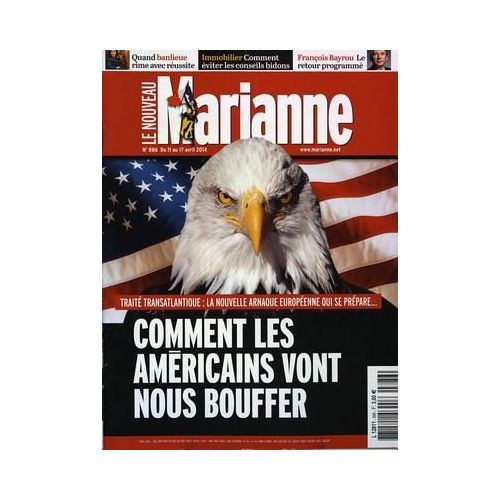 Quand banlieue
rime avec réussite
Immobilier Comment
éviter les conseils bidons
François Bayrou Le
retour programmé
LE NOUVEAU
Marianne
N° 886 Du 11 au 17 avril 2014
www.marianne.net
TRAITÉ TRANSATLANTIQUE : LA NOUVELLE ARNAQUE EUROPÉENNE QUI SE PRÉPARE...
COMMENT LES
AMÉRICAINS VONT
NOUS BOUFFER